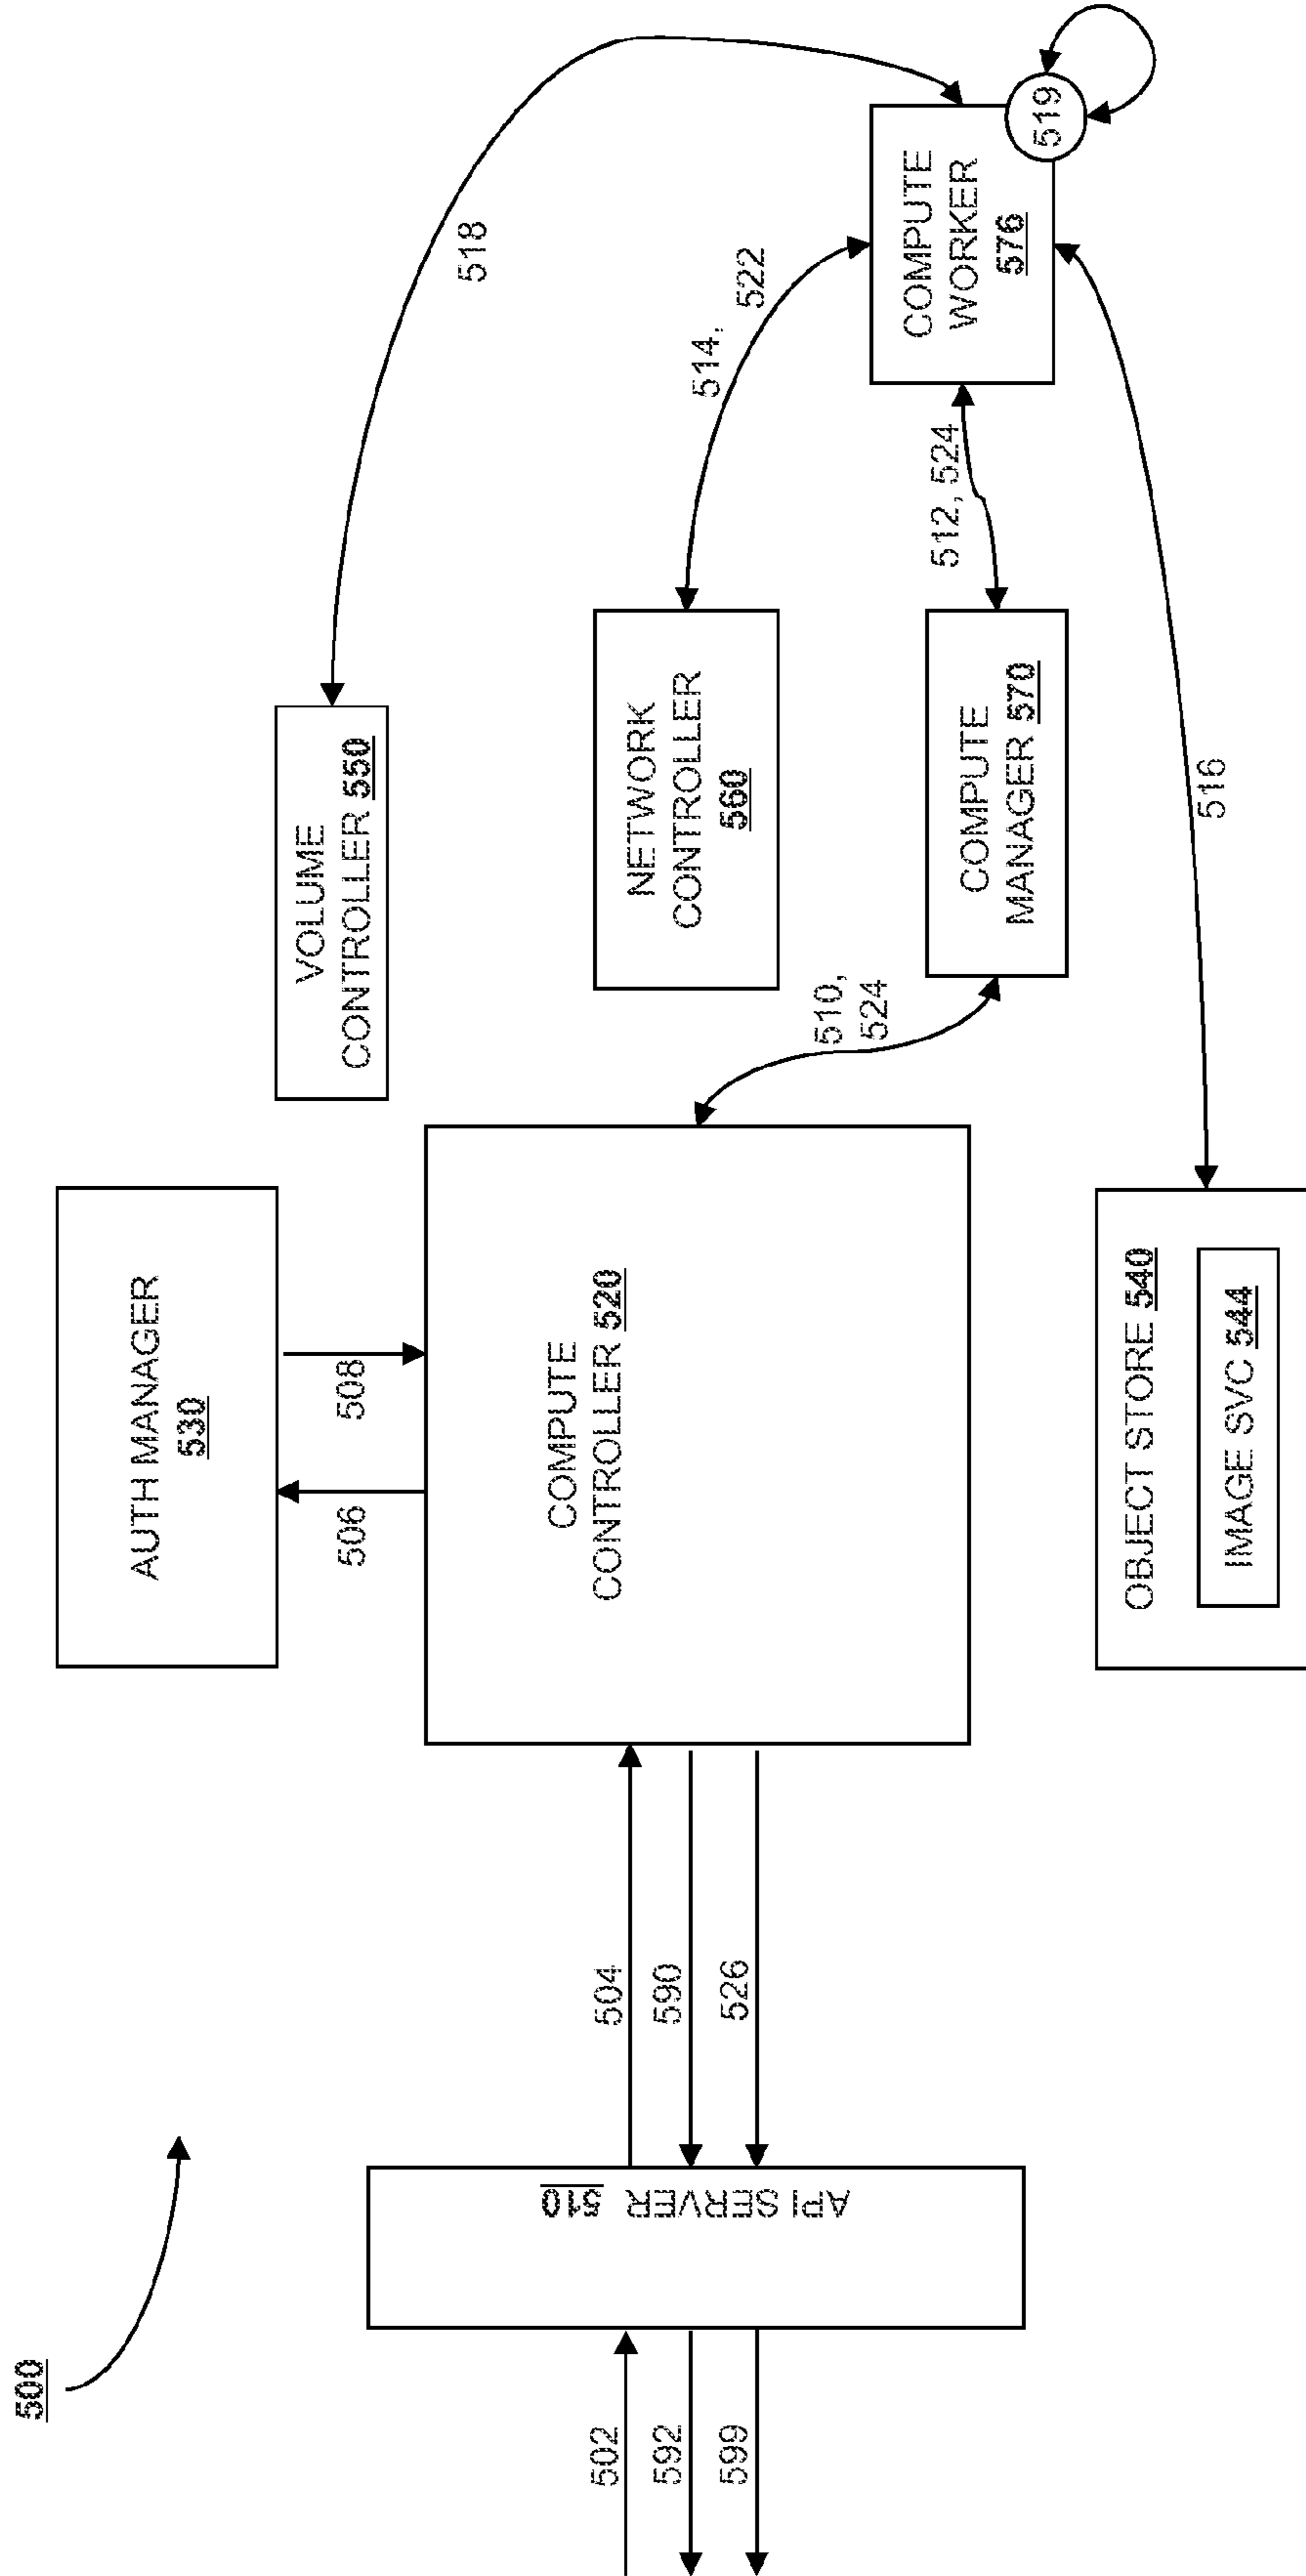 500
502
592
599
API SERVER 510
504
590
526
AUTH MANAGER
530
506
508
COMPUTE
CONTROLLER 520
OBJECT STORE 540
IMAGE SVC 544
510,
524
VOLUME
CONTROLLER 550
NETWORK
CONTROLLER
560
COMPUTE
MANAGER 570
518
514,
522
512, 524
516
COMPUTE
WORKER
576
519